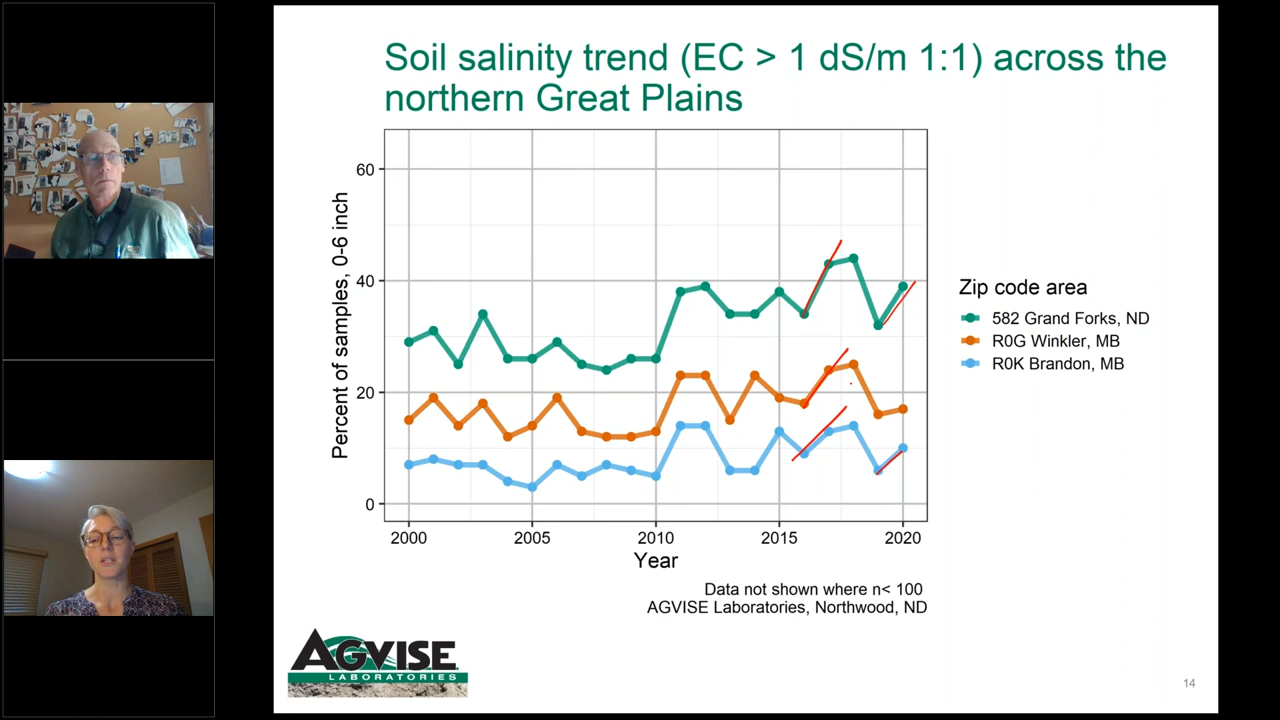 Soil salinity trend (EC > 1 dS/m 1:1) across the
northern Great Plains
Percent of samples, 0-6 inch
60
40
20
0
2000 2005 2010 2015 2020
Year
Zip code area
582 Grand Forks, ND
R0G Winkler, MB
R0K Brandon, MB
Data not shown where n< 100
AGVISE Laboratories, Northwood, ND
AGVISE
LABORATORIES
14